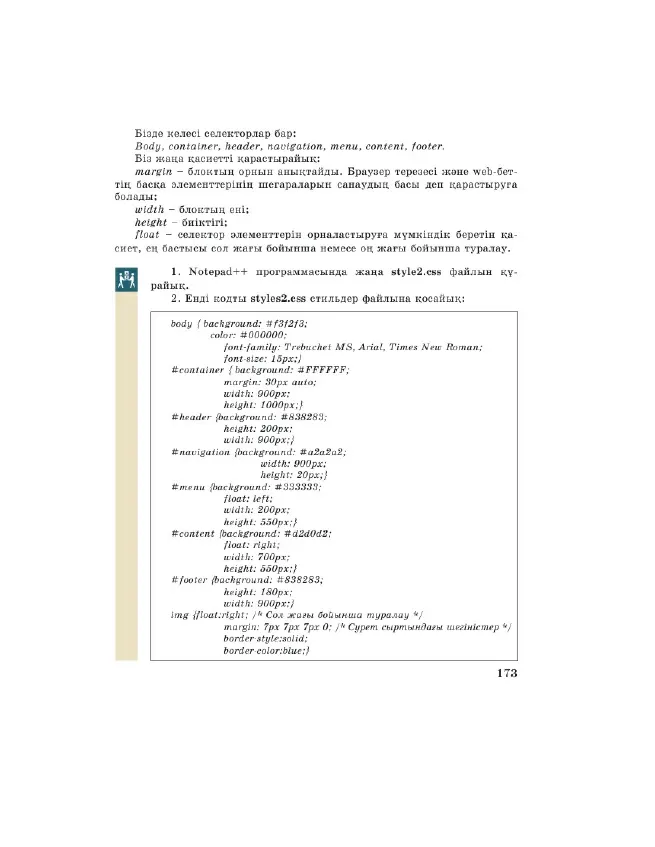 Бізде келесі селекторлар бар:
Body, container, header, navigation, menu, content, footer.
Біз жаңа қасиетті қарастырайық:
margin – блоктың орнын анықтайды. Браузер терезесі және web-бет-
тің басқа элементтерінің шегараларын санаудың басы деп қарастыруға
болады;
width – блоктың ені;
height – биіктігі;
float – селектор элементтерін орналастыруға мүмкіндік беретін қа-
сиет, ең бастысы сол жағы бойынша немесе оң жағы бойынша туралау.
1. Notepad++ программасында жаңа style2.css файлын құ-
райық.
2. Енді кодты styles2.css стильдер файлына қосайық:
body { background: #f3f2f3;
color: #000000;
font-family: Trebuchet MS, Arial, Times New Roman;
font-size: 15px;}
#container { background: #FFFFFF;
margin: 30px auto;
width: 900px;
height: 1000px;}
#header {background: #838283;
height: 200px;
width: 900px;}
#navigation {background: #a2a2a2;
width: 900px;
height: 20px;}
#menu {background: #333333;
float: left;
width: 200px;
height: 550px;}
#content {background: #d2d0d2;
float: right;
width: 700px;
height: 550px;}
#footer {background: #838283;
height: 180px;
width: 900px;}
img {float:right; /* Сол жағы бойынша туралау */
margin: 7px 7px 7px 0; /* Сурет сыртындағы шегіністер */
border-style:solid;
border-color:blue;}
173